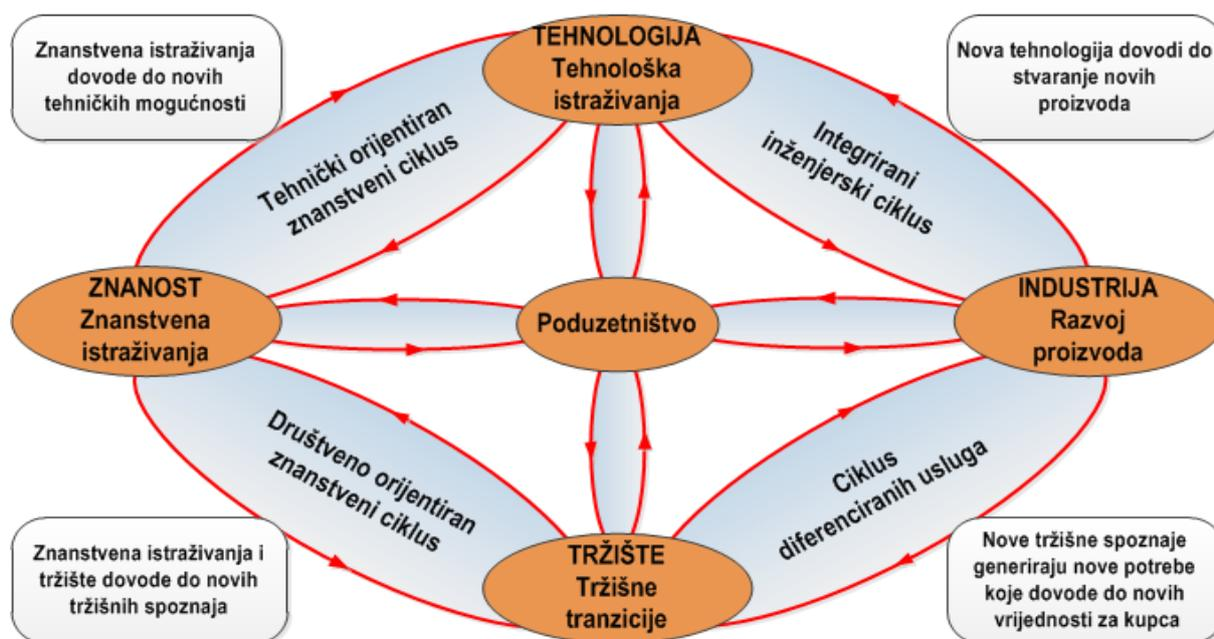 Znanstvena istraživanja
dovode do novih
tehničkih mogućnosti
TEHNOLOGIJA
Tehnološka
istraživanja
Nova tehnologija dovodi do
stvaranje novih
proizvoda
Tehnički orijentiran
znanstveni ciklus
Integrirani
inženjerski ciklus
ZNANOST
Znanstvena
istraživanja
Poduzetništvo
INDUSTRIJA
Razvoj
proizvoda
Društveno orijentiran
znanstveni ciklus
Ciklus
diferenciranih usluga
Znanstvena istraživanja i
tržište dovode do novih
tržišnih spoznaja
TRŽIŠTE
Tržišne
tranzicije
Nove tržišne spoznaje
generiraju nove potrebe
koje dovode do novih
vrijednosti za kupca